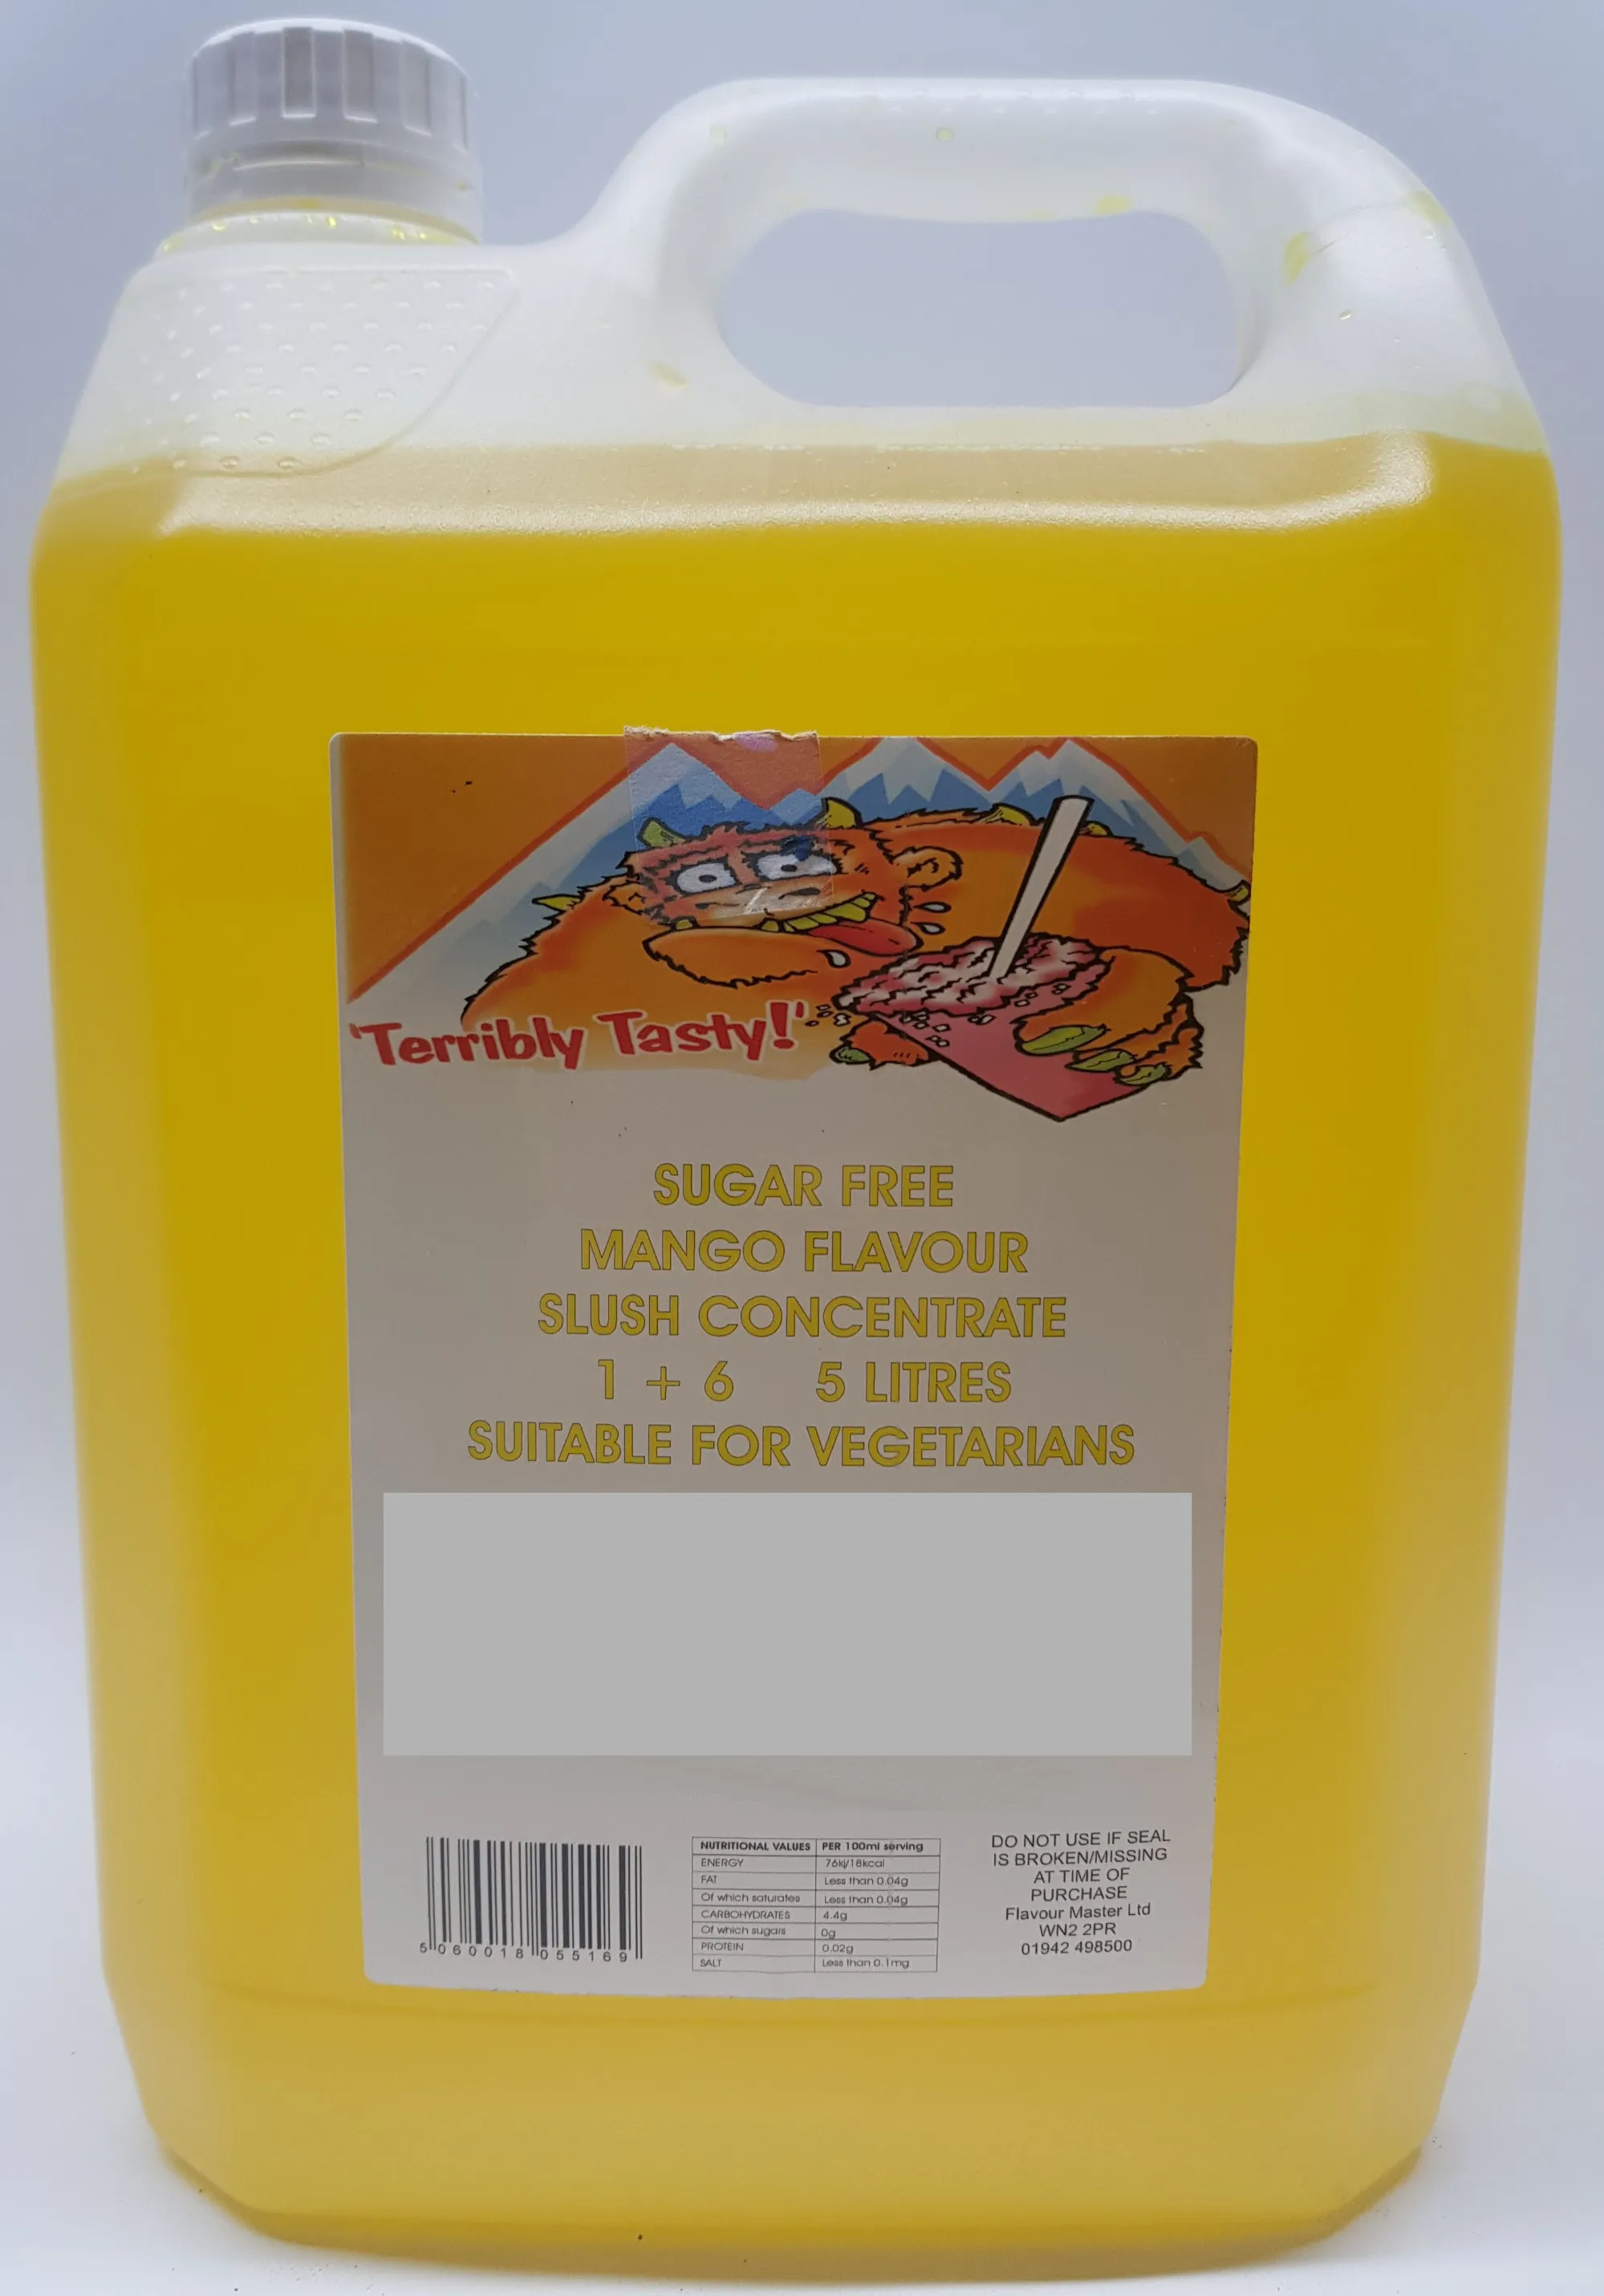 'Terribly Tasty!'
SUGAR FREE
MANGO FLAVOUR
SLUSH CONCENTRATE
1 + 6 5 LITRES
SUITABLE FOR VEGETARIANS
5 060018 055169
NUTRITIONAL VALUES PER 100ml serving
ENERGY 76kj/18kcal
FAT Less than 0.04g
Of which saturates Less than 0.04g
CARBOHYDRATES 4.4g
Of which sugars 0g
PROTEIN 0.02g
SALT Less than 0.1mg
DO NOT USE IF SEAL
IS BROKEN/MISSING
AT TIME OF
PURCHASE
Flavour Master Ltd
WN2 2PR
01942 498500